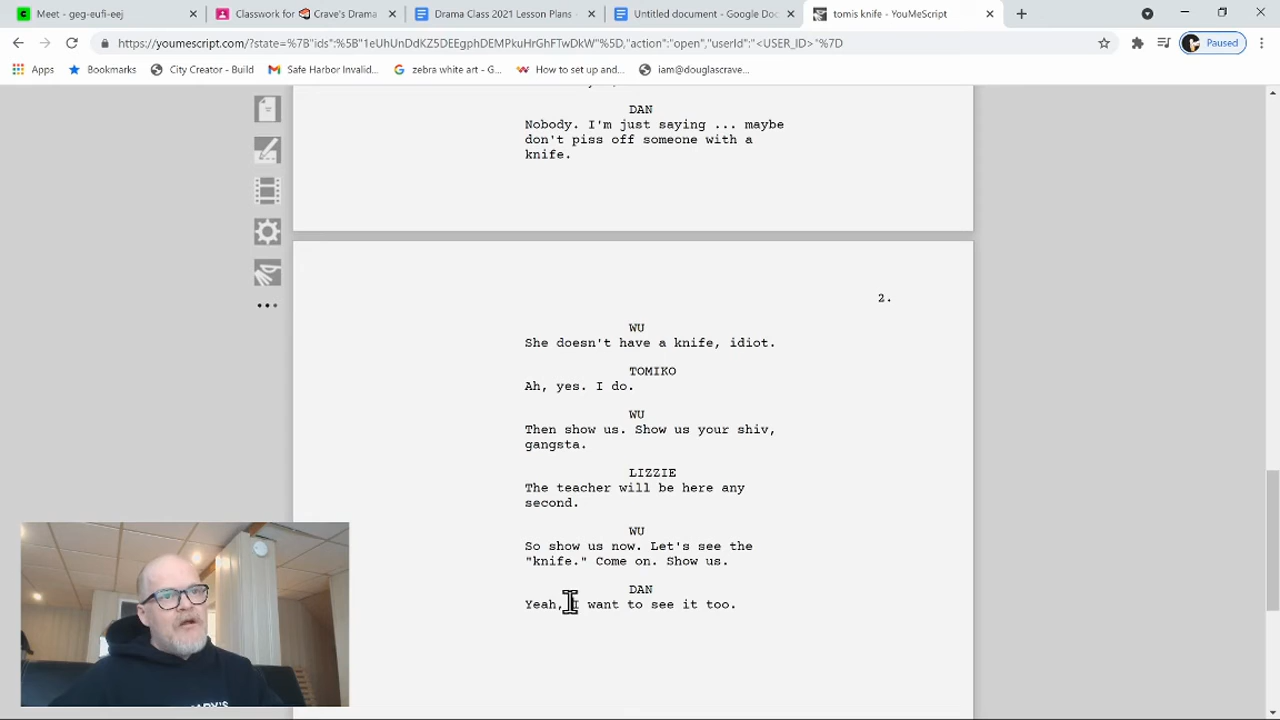 Meet - geg-eufi-eej
Classwork for
Crave's Drama
Drama Class 2021 Lesson Plans -
Untitled document - Google Doc
tomis knife - YouMeScript
https://youmescript.com/?state=%7B"ids":%5B"1eUhUnDdKZ5DEEgphDEMPkuHrGhFTwDkW"%5D,"action":"open","userId":"<USER_ID>"%7D
Paused
Apps
Bookmarks
City Creator - Build
Safe Harbor Invalid...
zebra white art - G...
How to set up and...
iam@douglascrave...
DAN
Nobody. I'm just saying ... maybe
don't piss off someone with a
knife.
2.
WU
She doesn't have a knife, idiot.
TOMIKO
Ah, yes. I do.
WU
Then show us. Show us your shiv,
gangsta.
LIZZIE
The teacher will be here any
second.
WU
So show us now. Let's see the
"knife." Come on. Show us.
DAN
Yeah, I want to see it too.